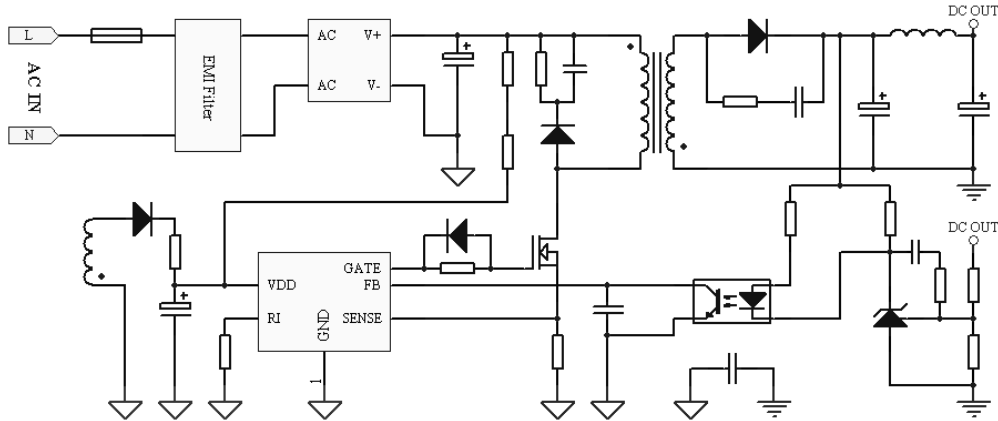 DC OUT
L
AC IN
N
EMI Filter
AC
V+
AC
V-
+
+
+
DC OUT
+
GATE
VDD
FB
RI
SENSE
GND
1